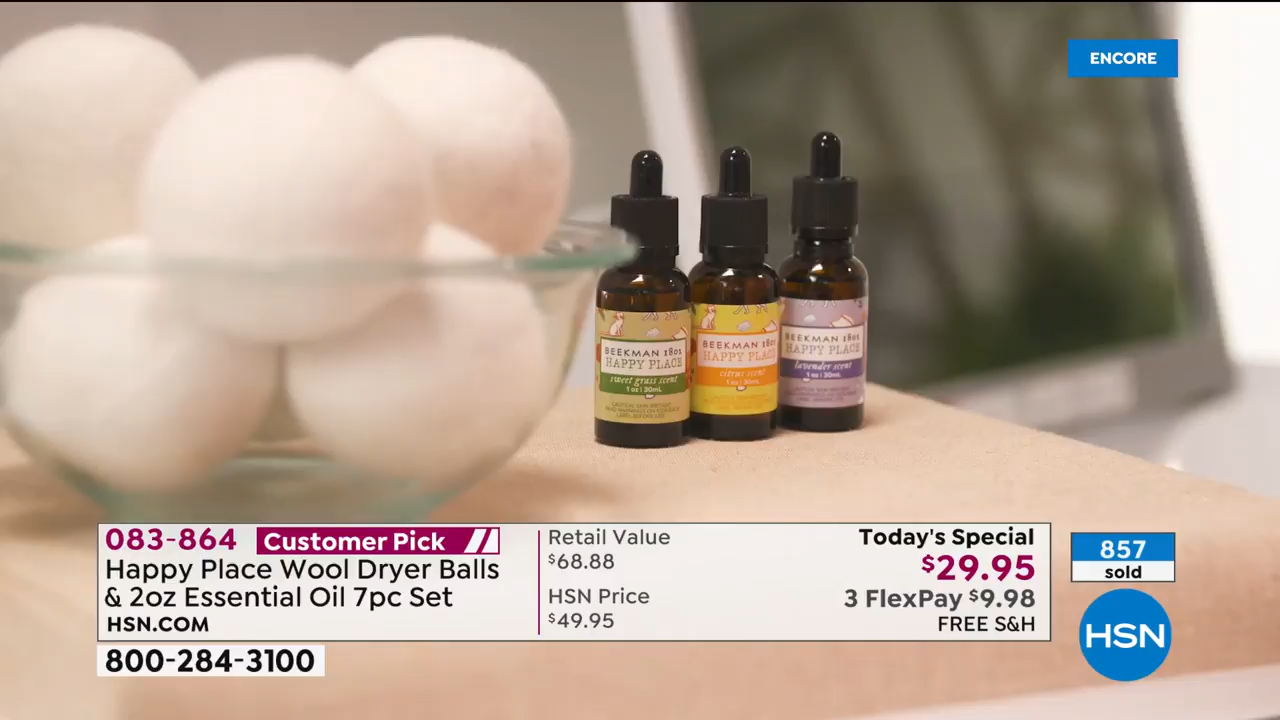 ENCORE
BEEKMAN 1802
HAPPY PLACE
sweet grass scent
1 oz | 30mL
BEEKMAN 1802
HAPPY PLACE
citrus scent
1 oz | 30mL
BEEKMAN 1802
HAPPY PLACE
lavender scent
1 oz | 30mL
083-864 Customer Pick
Happy Place Wool Dryer Balls
& 2oz Essential Oil 7pc Set
HSN.COM
800-284-3100
Retail Value
$68.88
HSN Price
$49.95
Today's Special
$29.95
3 FlexPay $9.98
FREE S&H
857
sold
HSN